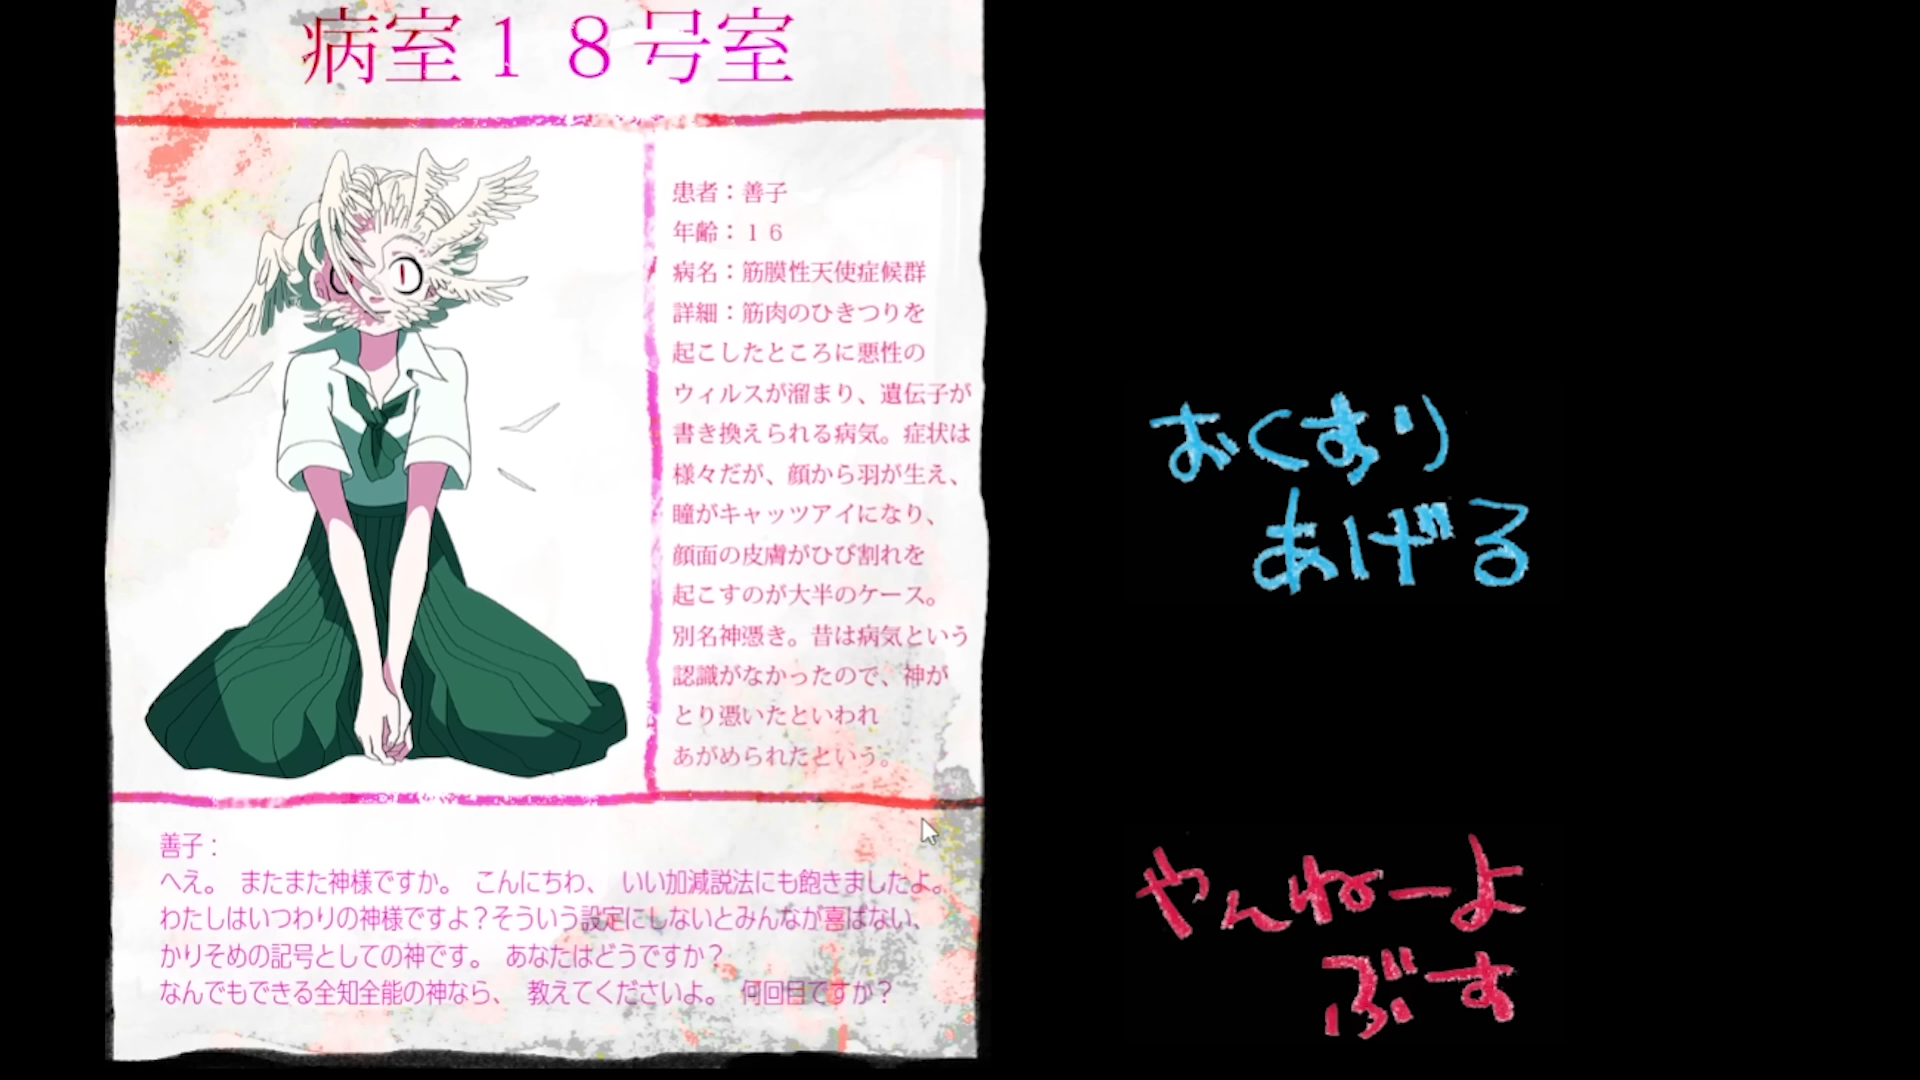 病室１８号室
患者：善子
年齢：１６
病名：筋膜性天使症候群
詳細：筋肉のひきつりを
起こしたところに悪性の
ウィルスが溜まり、遺伝子が
書き換えられる病気。症状は
様々だが、顔から羽が生え、
瞳がキャッツアイになり、
顔面の皮膚がひび割れを
起こすのが大半のケース。
別名神憑き。昔は病気という
認識がなかったので、神が
とり憑いたといわれ
あがめられたという。
善子：
へえ。 またまた神様ですか。 こんにちわ、 いい加減説法にも飽きましたよ。
わたしはいつわりの神様ですよ？そういう設定にしないとみんなが喜ばない、
かりそめの記号としての神です。 あなたはどうですか？
なんでもできる全知全能の神なら、 教えてくださいよ。 何回目ですか？
おくすり
あげる
やんねーよ
ぶす